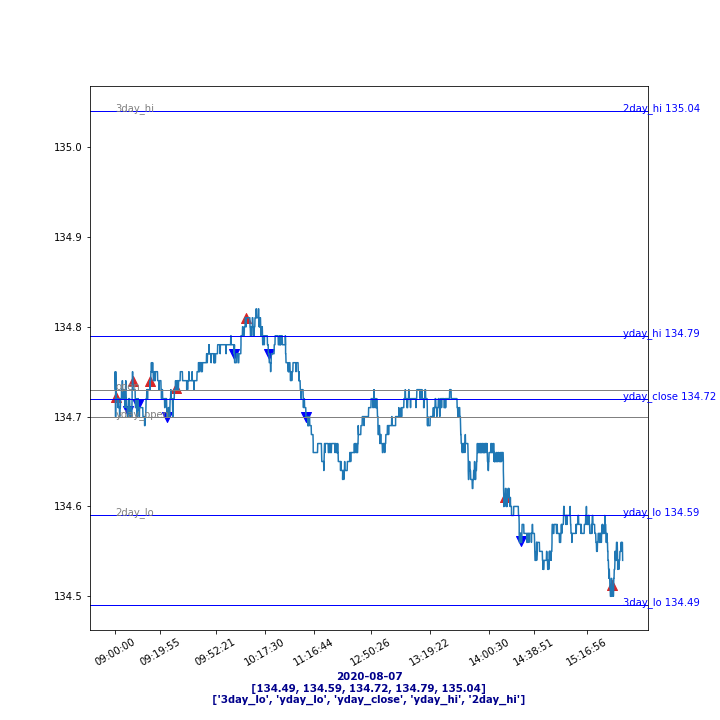 3day_hi
2day_hi 135.04
135.0
134.9
134.8
yday_hi 134.79
yday_close 134.72
134.7
yday_open
134.6
2day_lo
yday_lo 134.59
134.5
3day_lo 134.49
09:00:00
09:19:55
09:52:21
10:17:30
11:16:44
12:50:26
13:19:22
14:00:30
14:38:51
15:16:56
2020-08-07
[134.49, 134.59, 134.72, 134.79, 135.04]
['3day_lo', 'yday_lo', 'yday_close', 'yday_hi', '2day_hi']